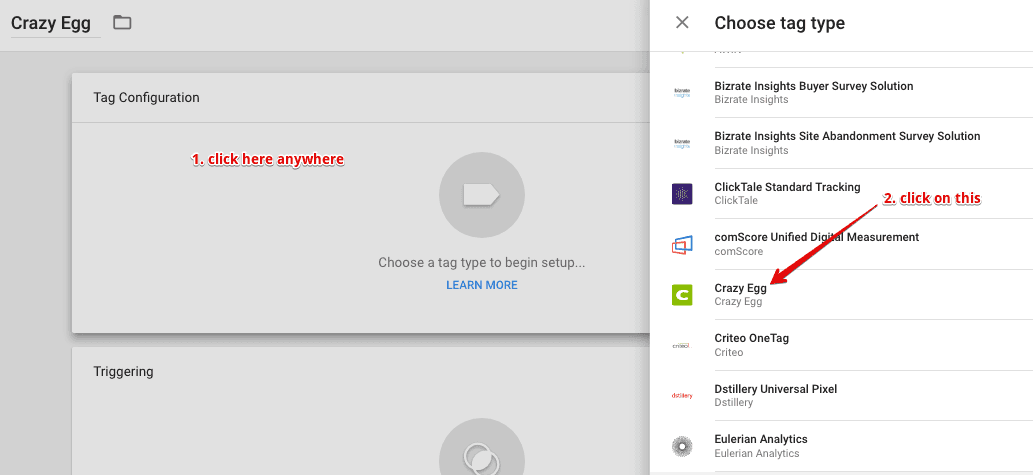 Crazy Egg
Tag Configuration
1. click here anywhere
Choose a tag type to begin setup...
LEARN MORE
Triggering
Choose tag type
Bizrate Insights Buyer Survey Solution
Bizrate Insights
Bizrate Insights Site Abandonment Survey Solution
Bizrate Insights
ClickTale Standard Tracking
ClickTale
2. click on this
comScore Unified Digital Measurement
comScore
Crazy Egg
Crazy Egg
Criteo OneTag
Criteo
Dstillery Universal Pixel
Dstillery
Eulerian Analytics
Eulerian Analytics